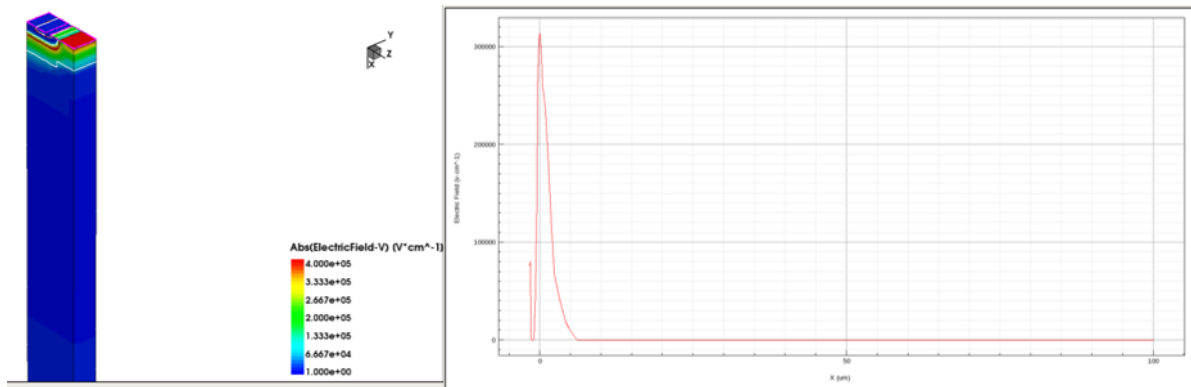 Y
Z
X
Abs(ElectricField-V) (V*cm^-1)
4.000e+05
3.333e+05
2.667e+05
2.000e+05
1.333e+05
6.667e+04
1.000e+00
300000
200000
100000
0
Electric Field (v·cm^-1)
0
50
100
X (um)